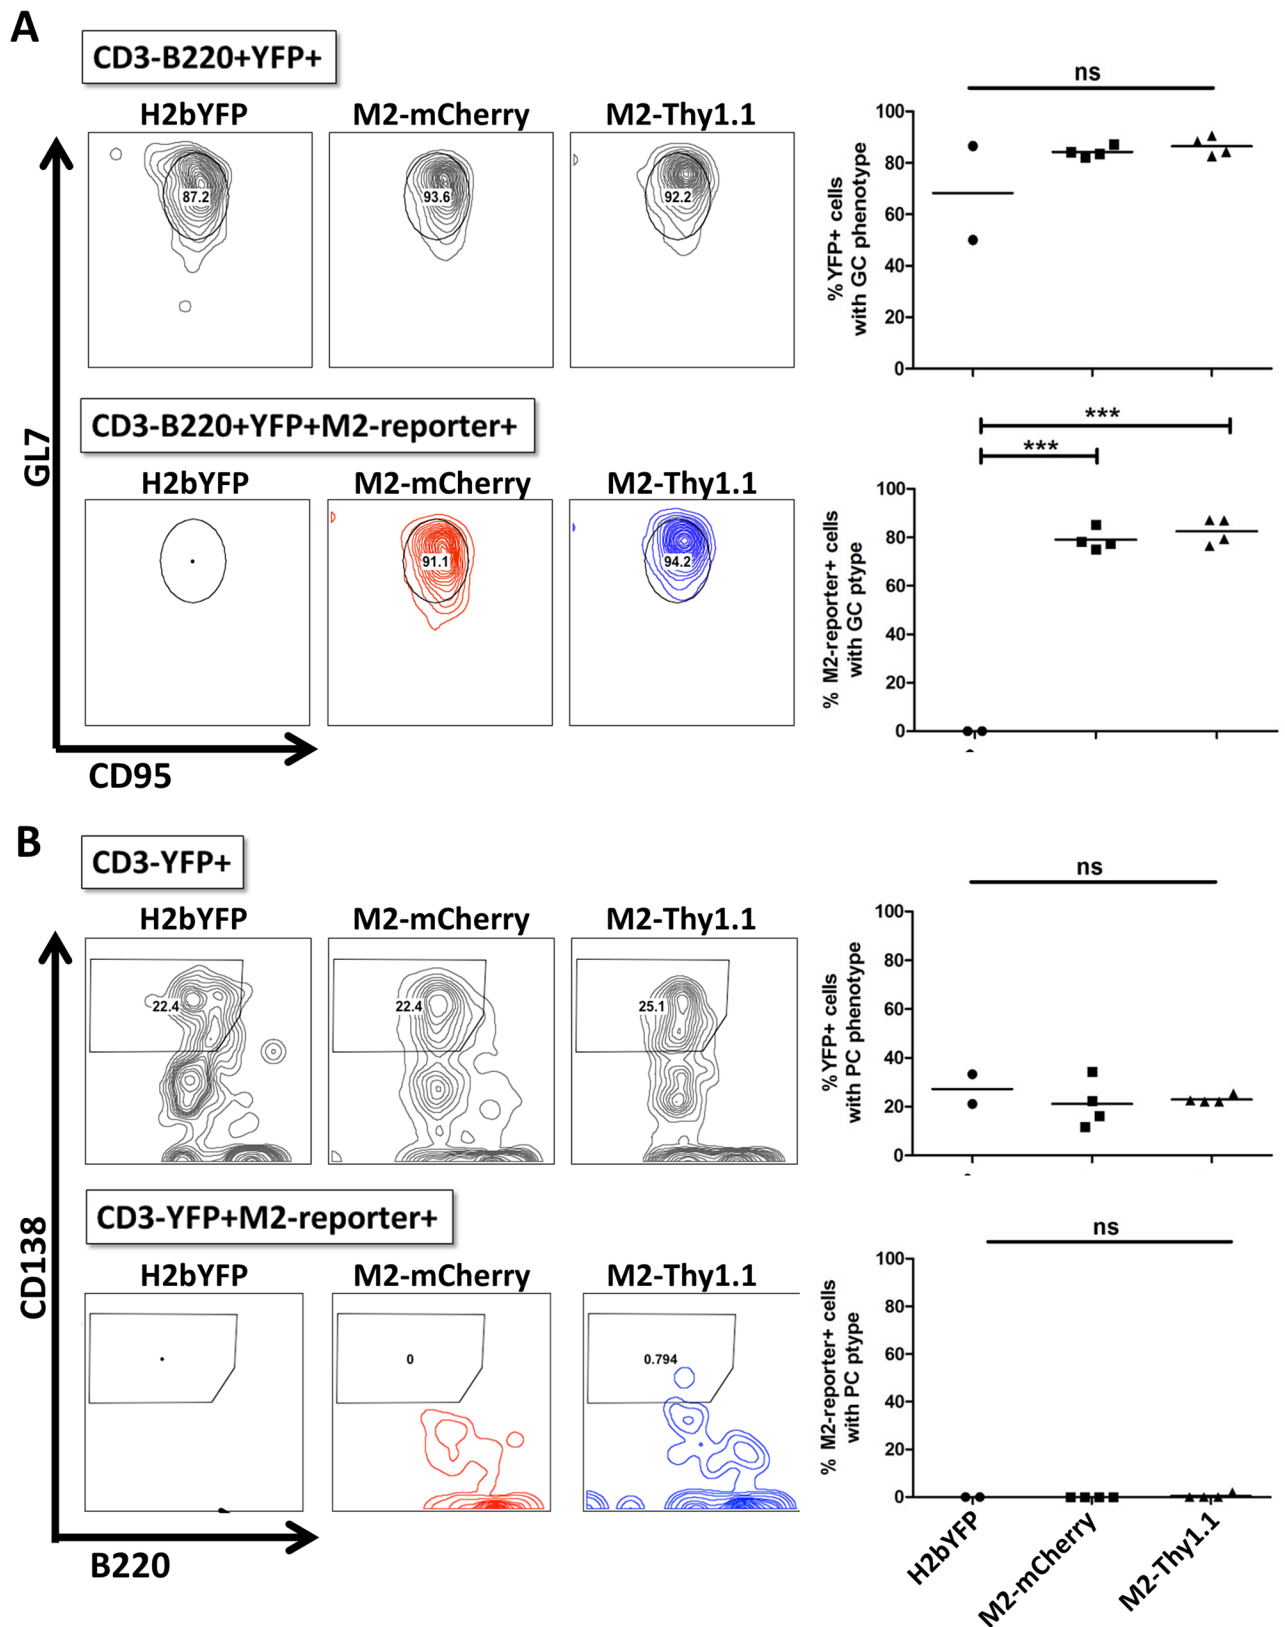 A
CD3-B220+YFP+
H2bYFP
M2-mCherry
M2-Thy1.1
87.2
93.6
92.2
ns
100
80
60
40
20
0
%YFP+ cells
with GC phenotype
CD3-B220+YFP+M2-reporter+
H2bYFP
M2-mCherry
M2-Thy1.1
91.1
94.2
***
***
100
80
60
40
20
0
% M2-reporter+ cells
with GC ptype
GL7
CD95
B
CD3-YFP+
H2bYFP
M2-mCherry
M2-Thy1.1
22.4
22.4
25.1
ns
100
80
60
40
20
0
%YFP+ cells
with PC phenotype
CD3-YFP+M2-reporter+
H2bYFP
M2-mCherry
M2-Thy1.1
0
0.794
ns
100
80
60
40
20
0
% M2-reporter+ cells
with PC ptype
H2bYFP
M2-mCherry
M2-Thy1.1
CD138
B220